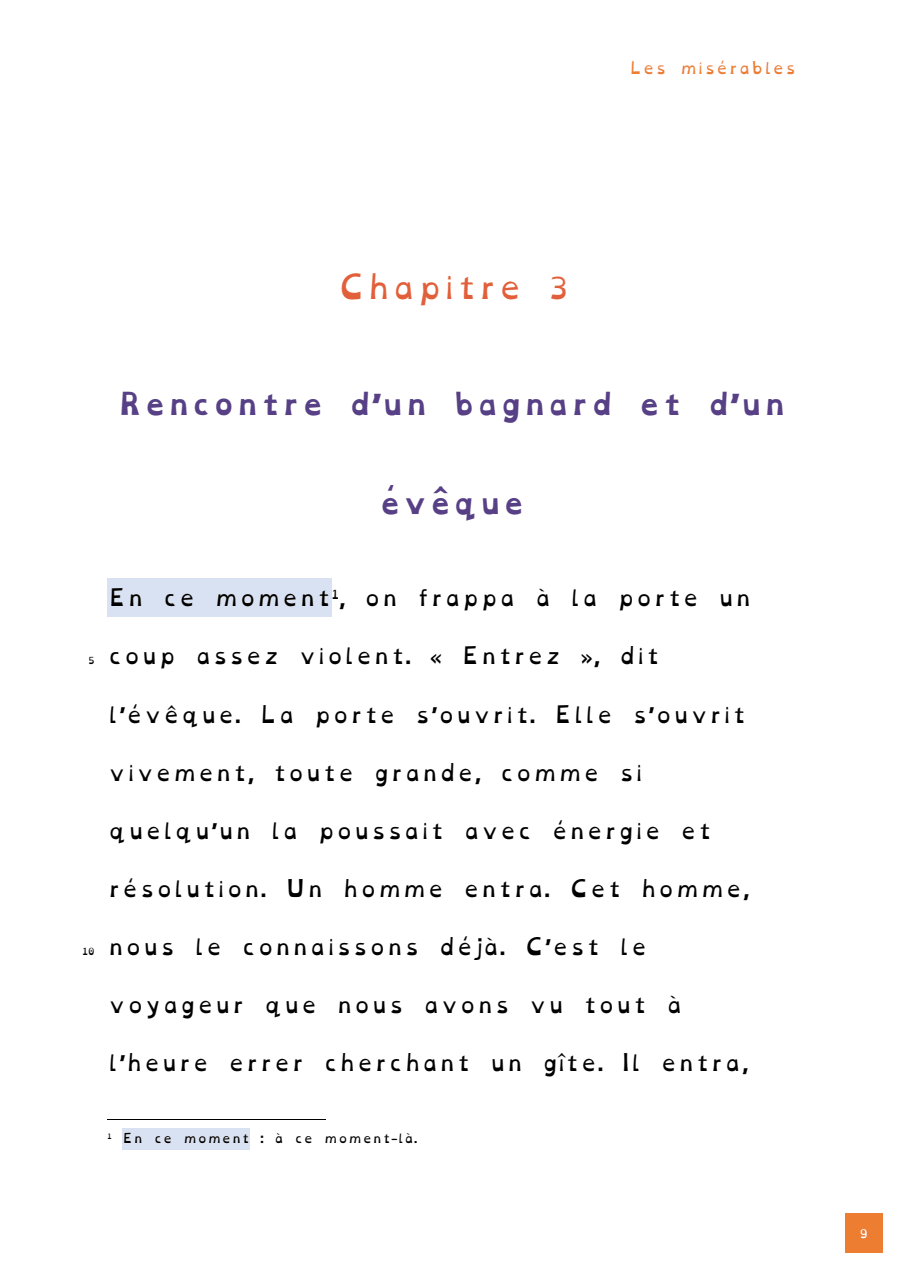 Les misérables
Chapitre 3
Rencontre d'un bagnard et d'un
évêque
En ce moment¹, on frappa à la porte un
5 coup assez violent. « Entrez », dit
l'évêque. La porte s'ouvrit. Elle s'ouvrit
vivement, toute grande, comme si
quelqu'un la poussait avec énergie et
résolution. Un homme entra. Cet homme,
10 nous le connaissons déjà. C'est le
voyageur que nous avons vu tout à
l'heure errer cherchant un gîte. Il entra,
¹ En ce moment : à ce moment-là.
9